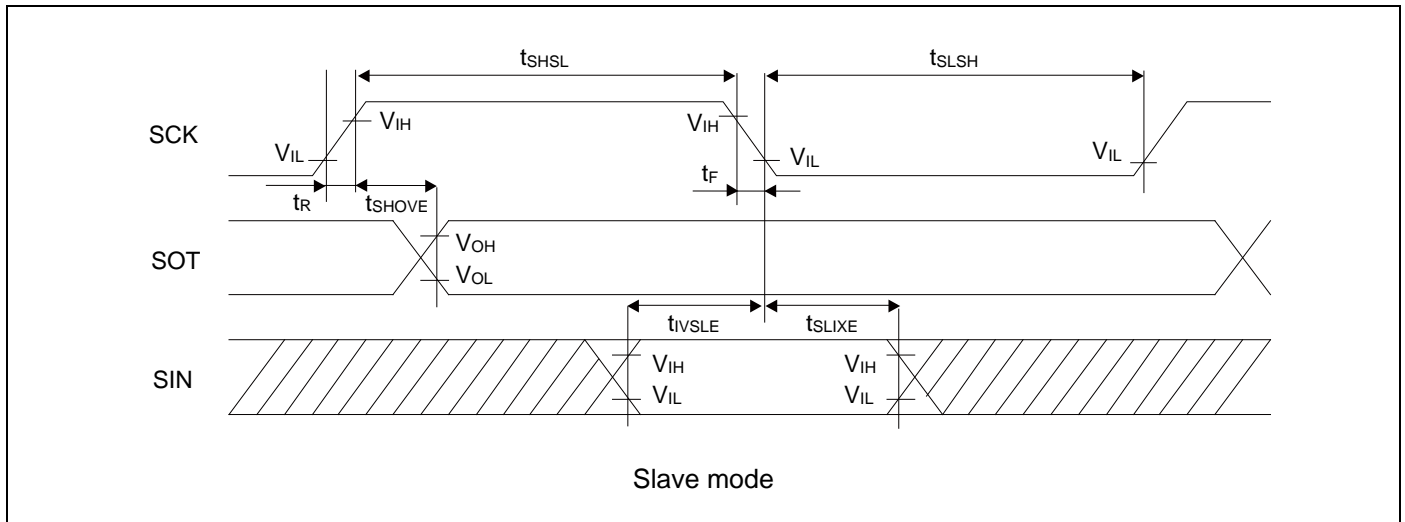 tSHSL
tSLSH
SCK
VIH
VIH
VIL
VIL
VIL
tR
tSHOVE
tF
SOT
VOH
VOL
tIVSLE
tSLIXE
SIN
VIH
VIH
VIL
VIL
Slave mode